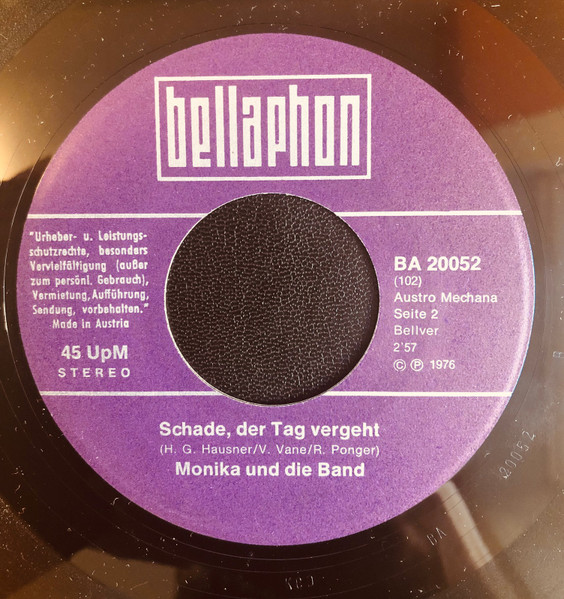 bellaphon
"Urheber- u. Leistungs-
schutzrechte, besonders
Vervielfältigung (außer
zum persönl. Gebrauch),
Vermietung, Aufführung,
Sendung, vorbehalten."
Made in Austria
45 UpM
STEREO
BA 20052
(102)
Austro Mechana
Seite 2
Bellver
2'57
© ℗ 1976
Schade, der Tag vergeht
(H. G. Hausner/V. Vane/R. Ponger)
Monika und die Band
20052
BA